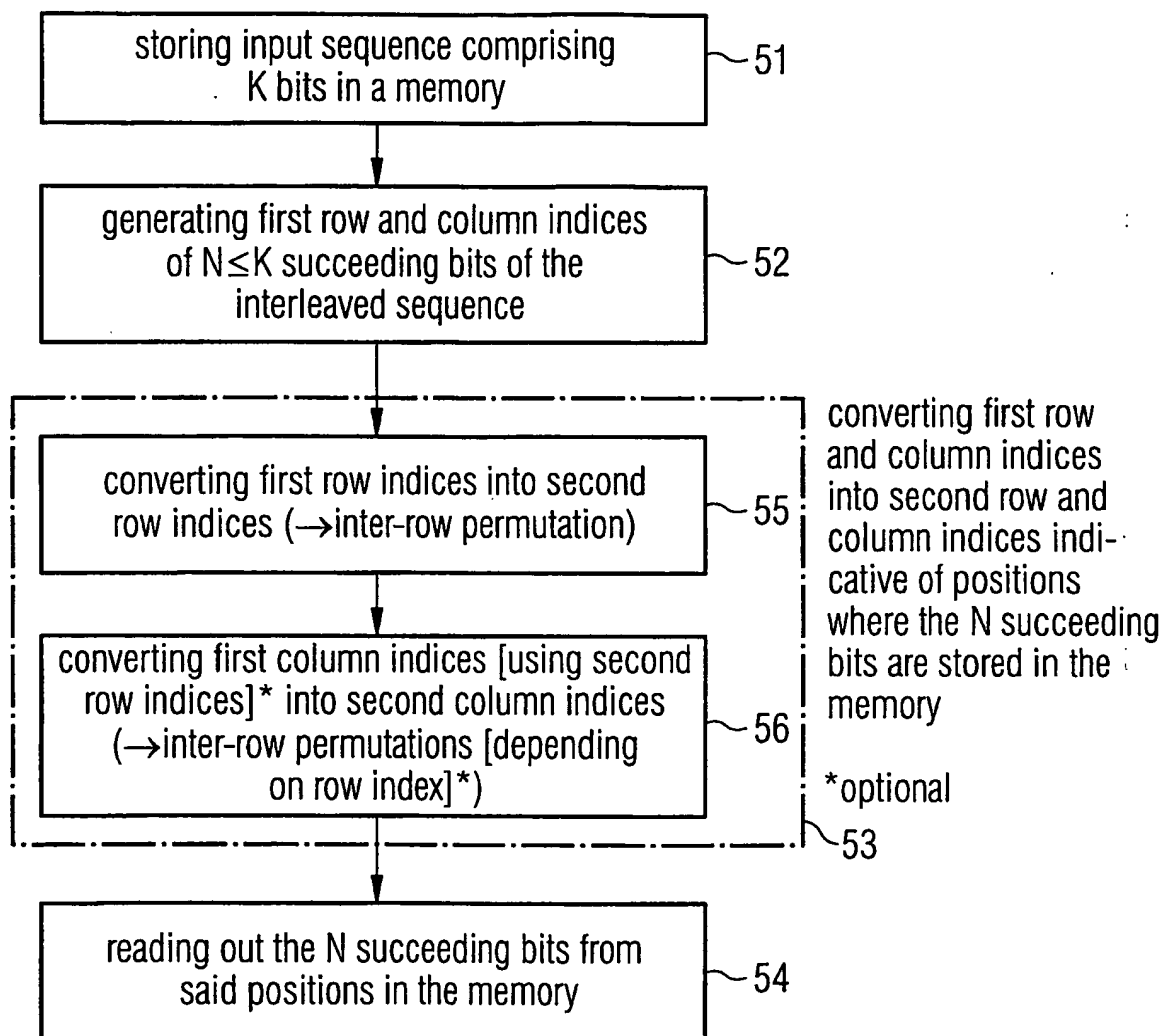 storing input sequence comprising
K bits in a memory
51
generating first row and column indices
of N≤K succeeding bits of the
interleaved sequence
52
converting first row indices into second
row indices (→inter-row permutation)
55
converting first column indices [using second
row indices]* into second column indices
(→inter-row permutations [depending
on row index]*)
56
converting first row
and column indices
into second row and
column indices indi-
cative of positions
where the N succeeding
bits are stored in the
memory
*optional
53
reading out the N succeeding bits from
said positions in the memory
54